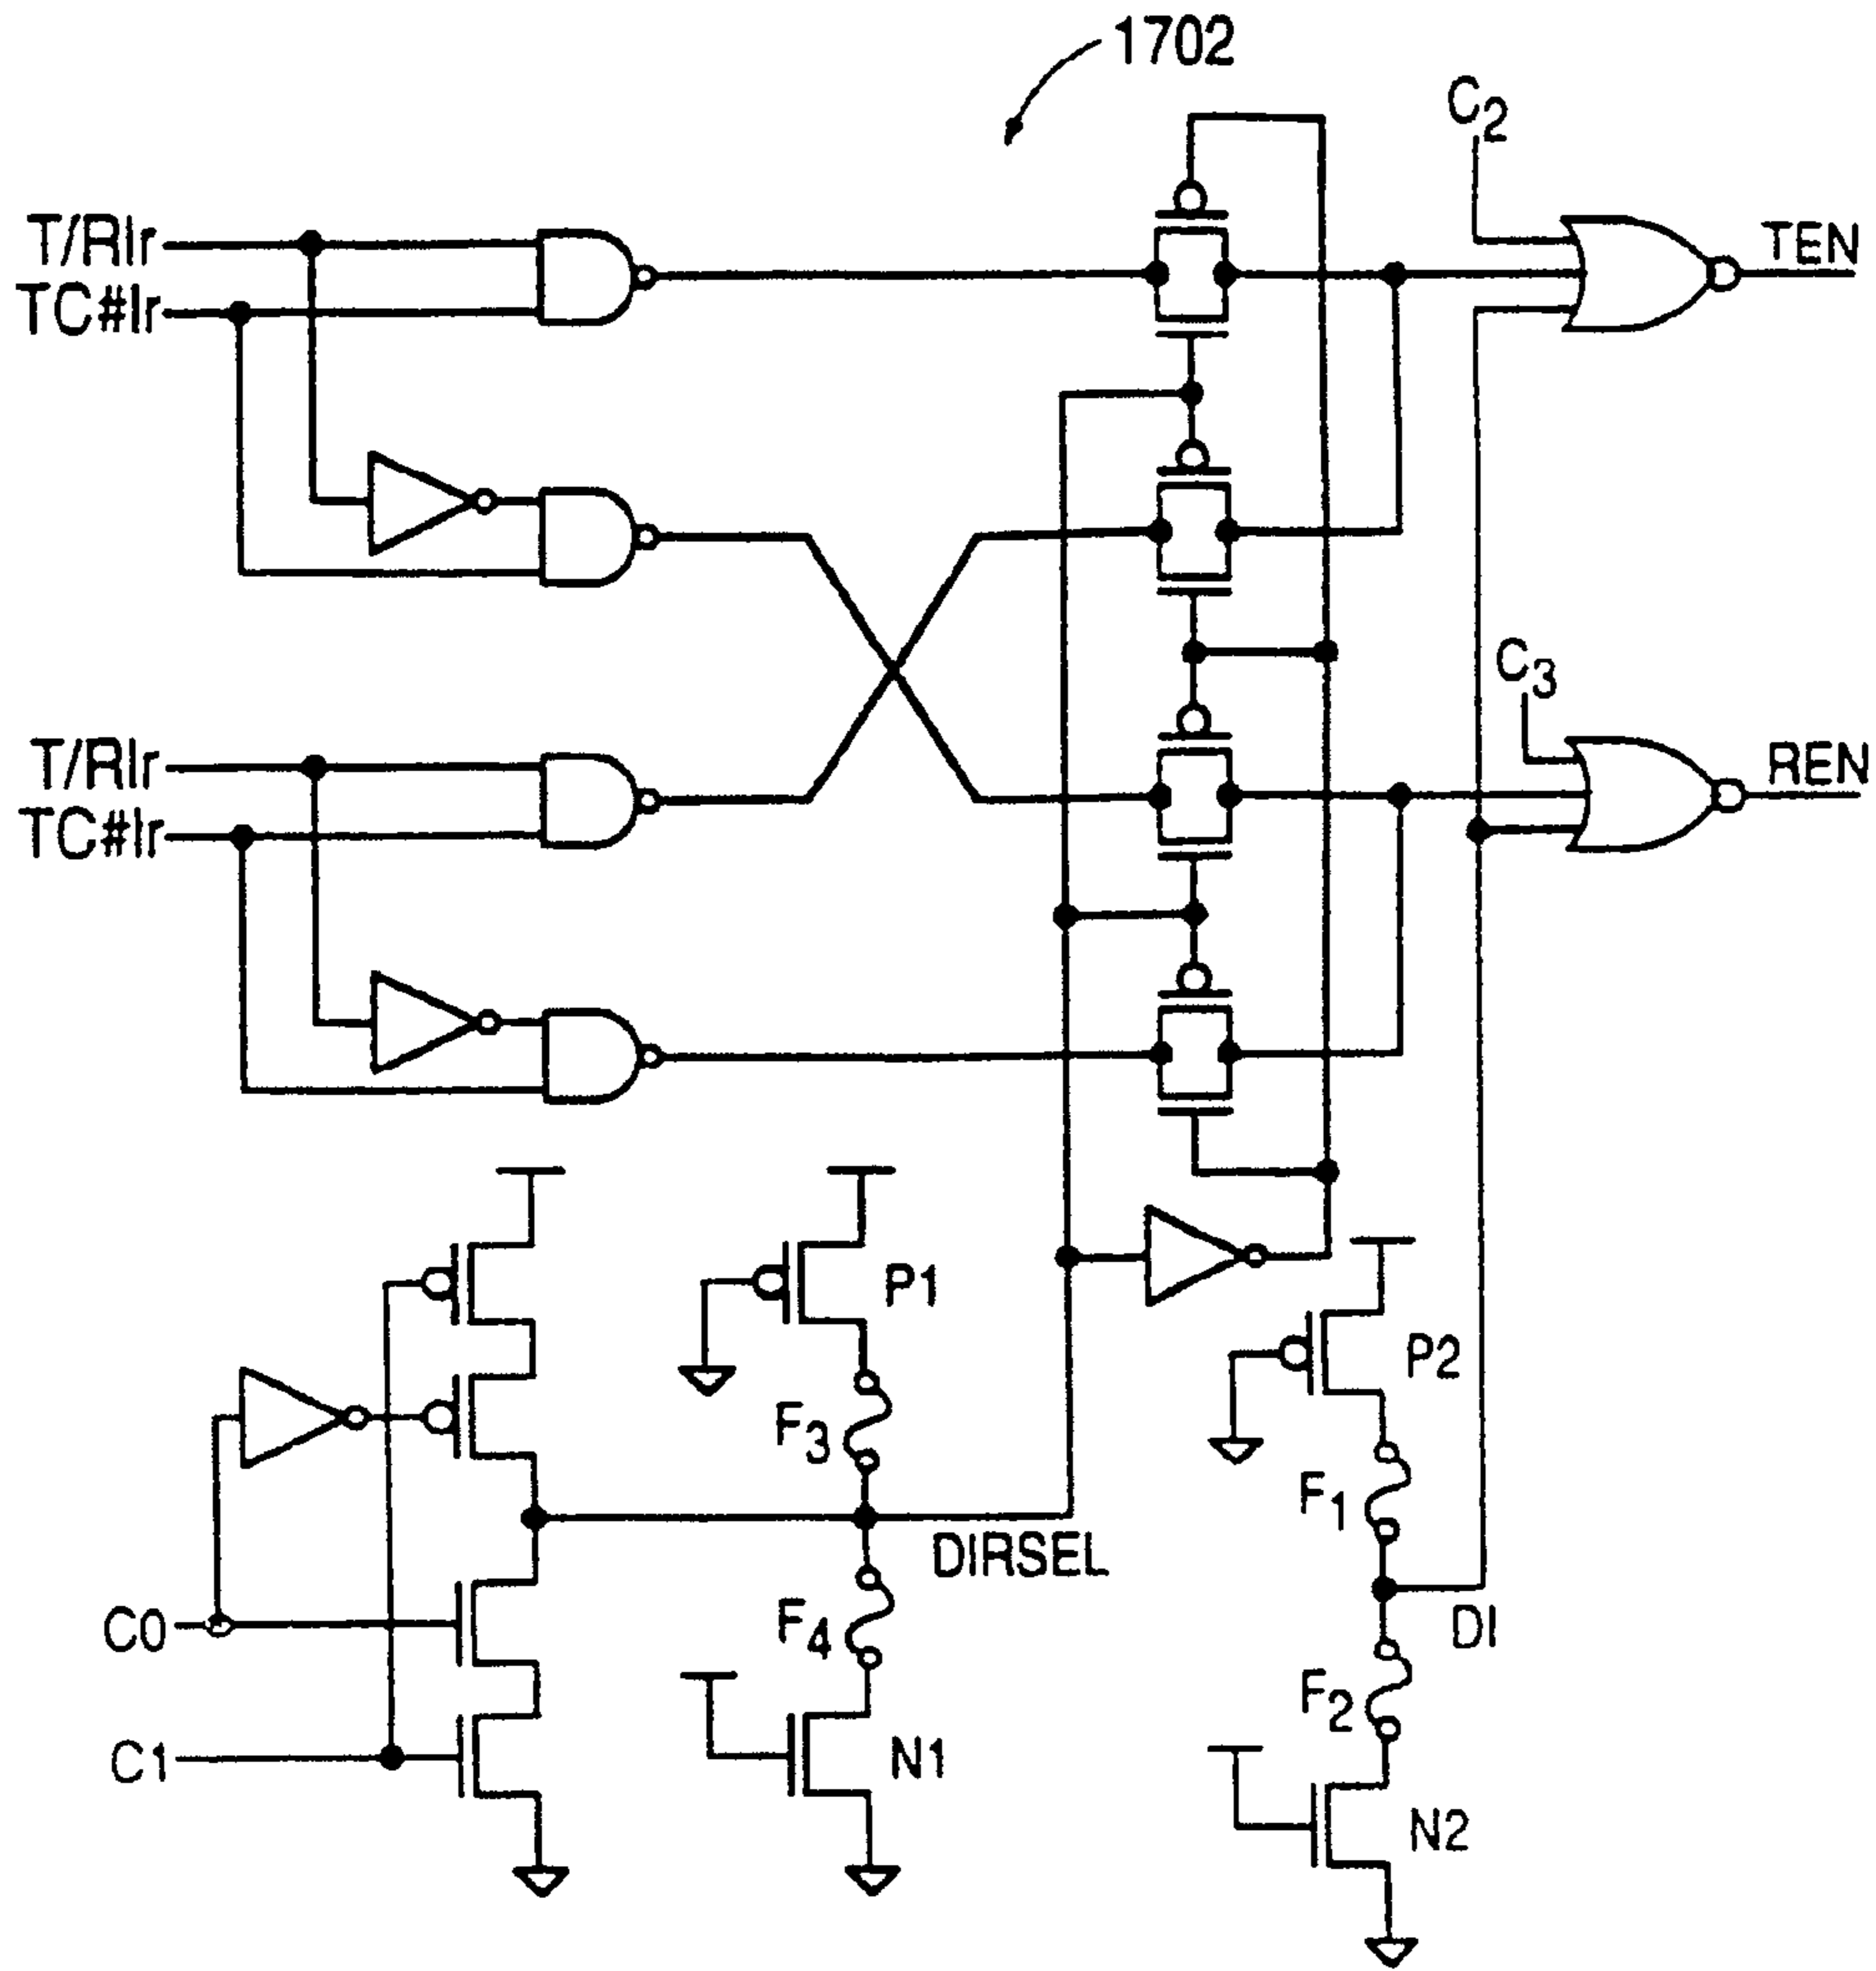 1702
C2
T/RIr
TEN
TC#Ir
C3
T/RIr
REN
TC#Ir
P1
P2
F3
F1
DIRSEL
C0
F4
DI
F2
C1
N1
N2